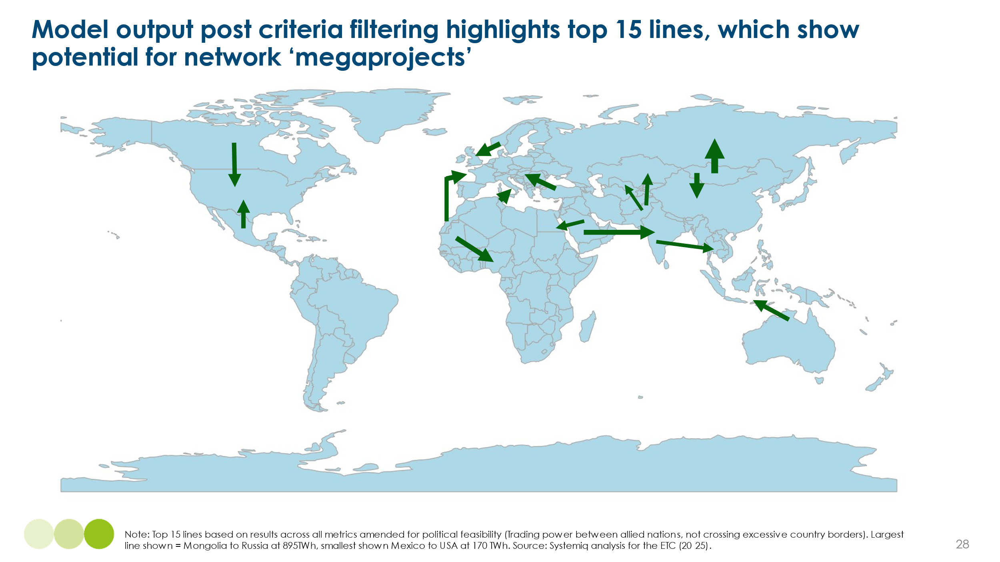 Model output post criteria filtering highlights top 15 lines, which show
potential for network ‘megaprojects’
Note: Top 15 lines based on results across all metrics amended for political feasibility (Trading power between allied nations, not crossing excessive country borders). Largest
line shown = Mongolia to Russia at 895TWh, smallest shown Mexico to USA at 170 TWh. Source: Systemiq analysis for the ETC (20 25).
28